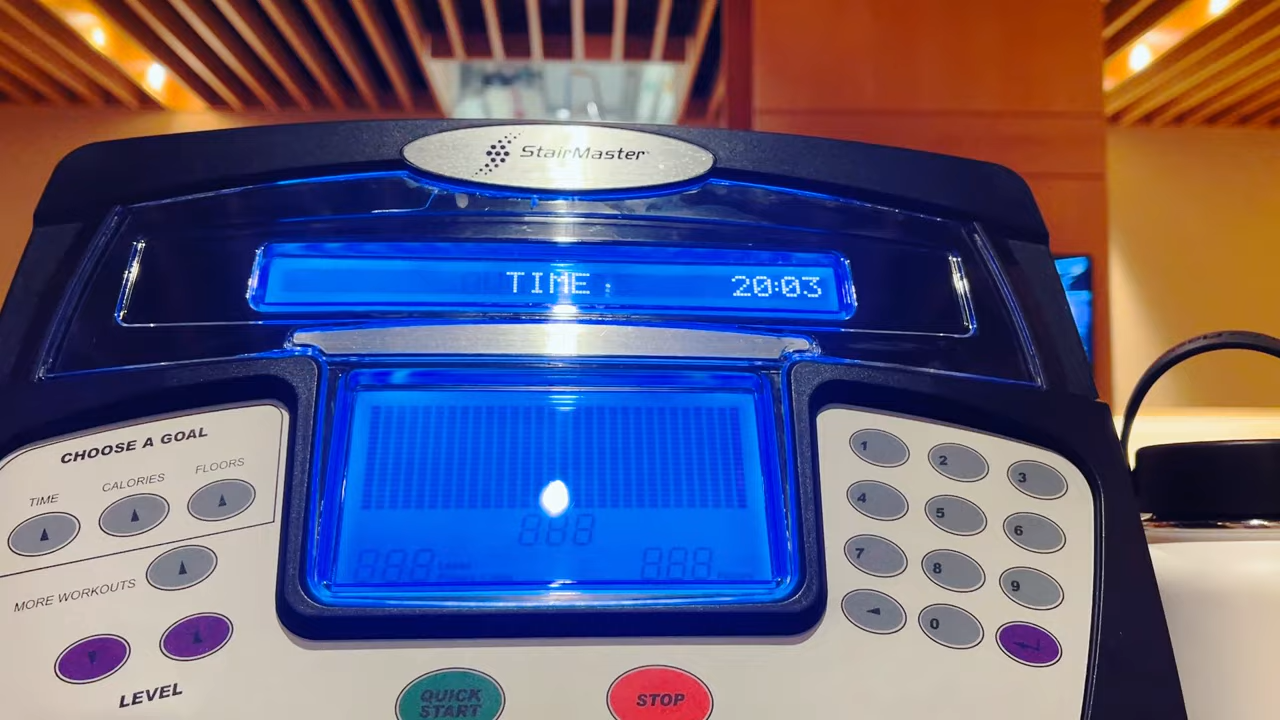 StairMaster
TIME 20:03
CHOOSE A GOAL
TIME CALORIES FLOORS
MORE WORKOUTS
LEVEL
QUICK
START
STOP
1 2 3
4 5 6
7 8 9
0